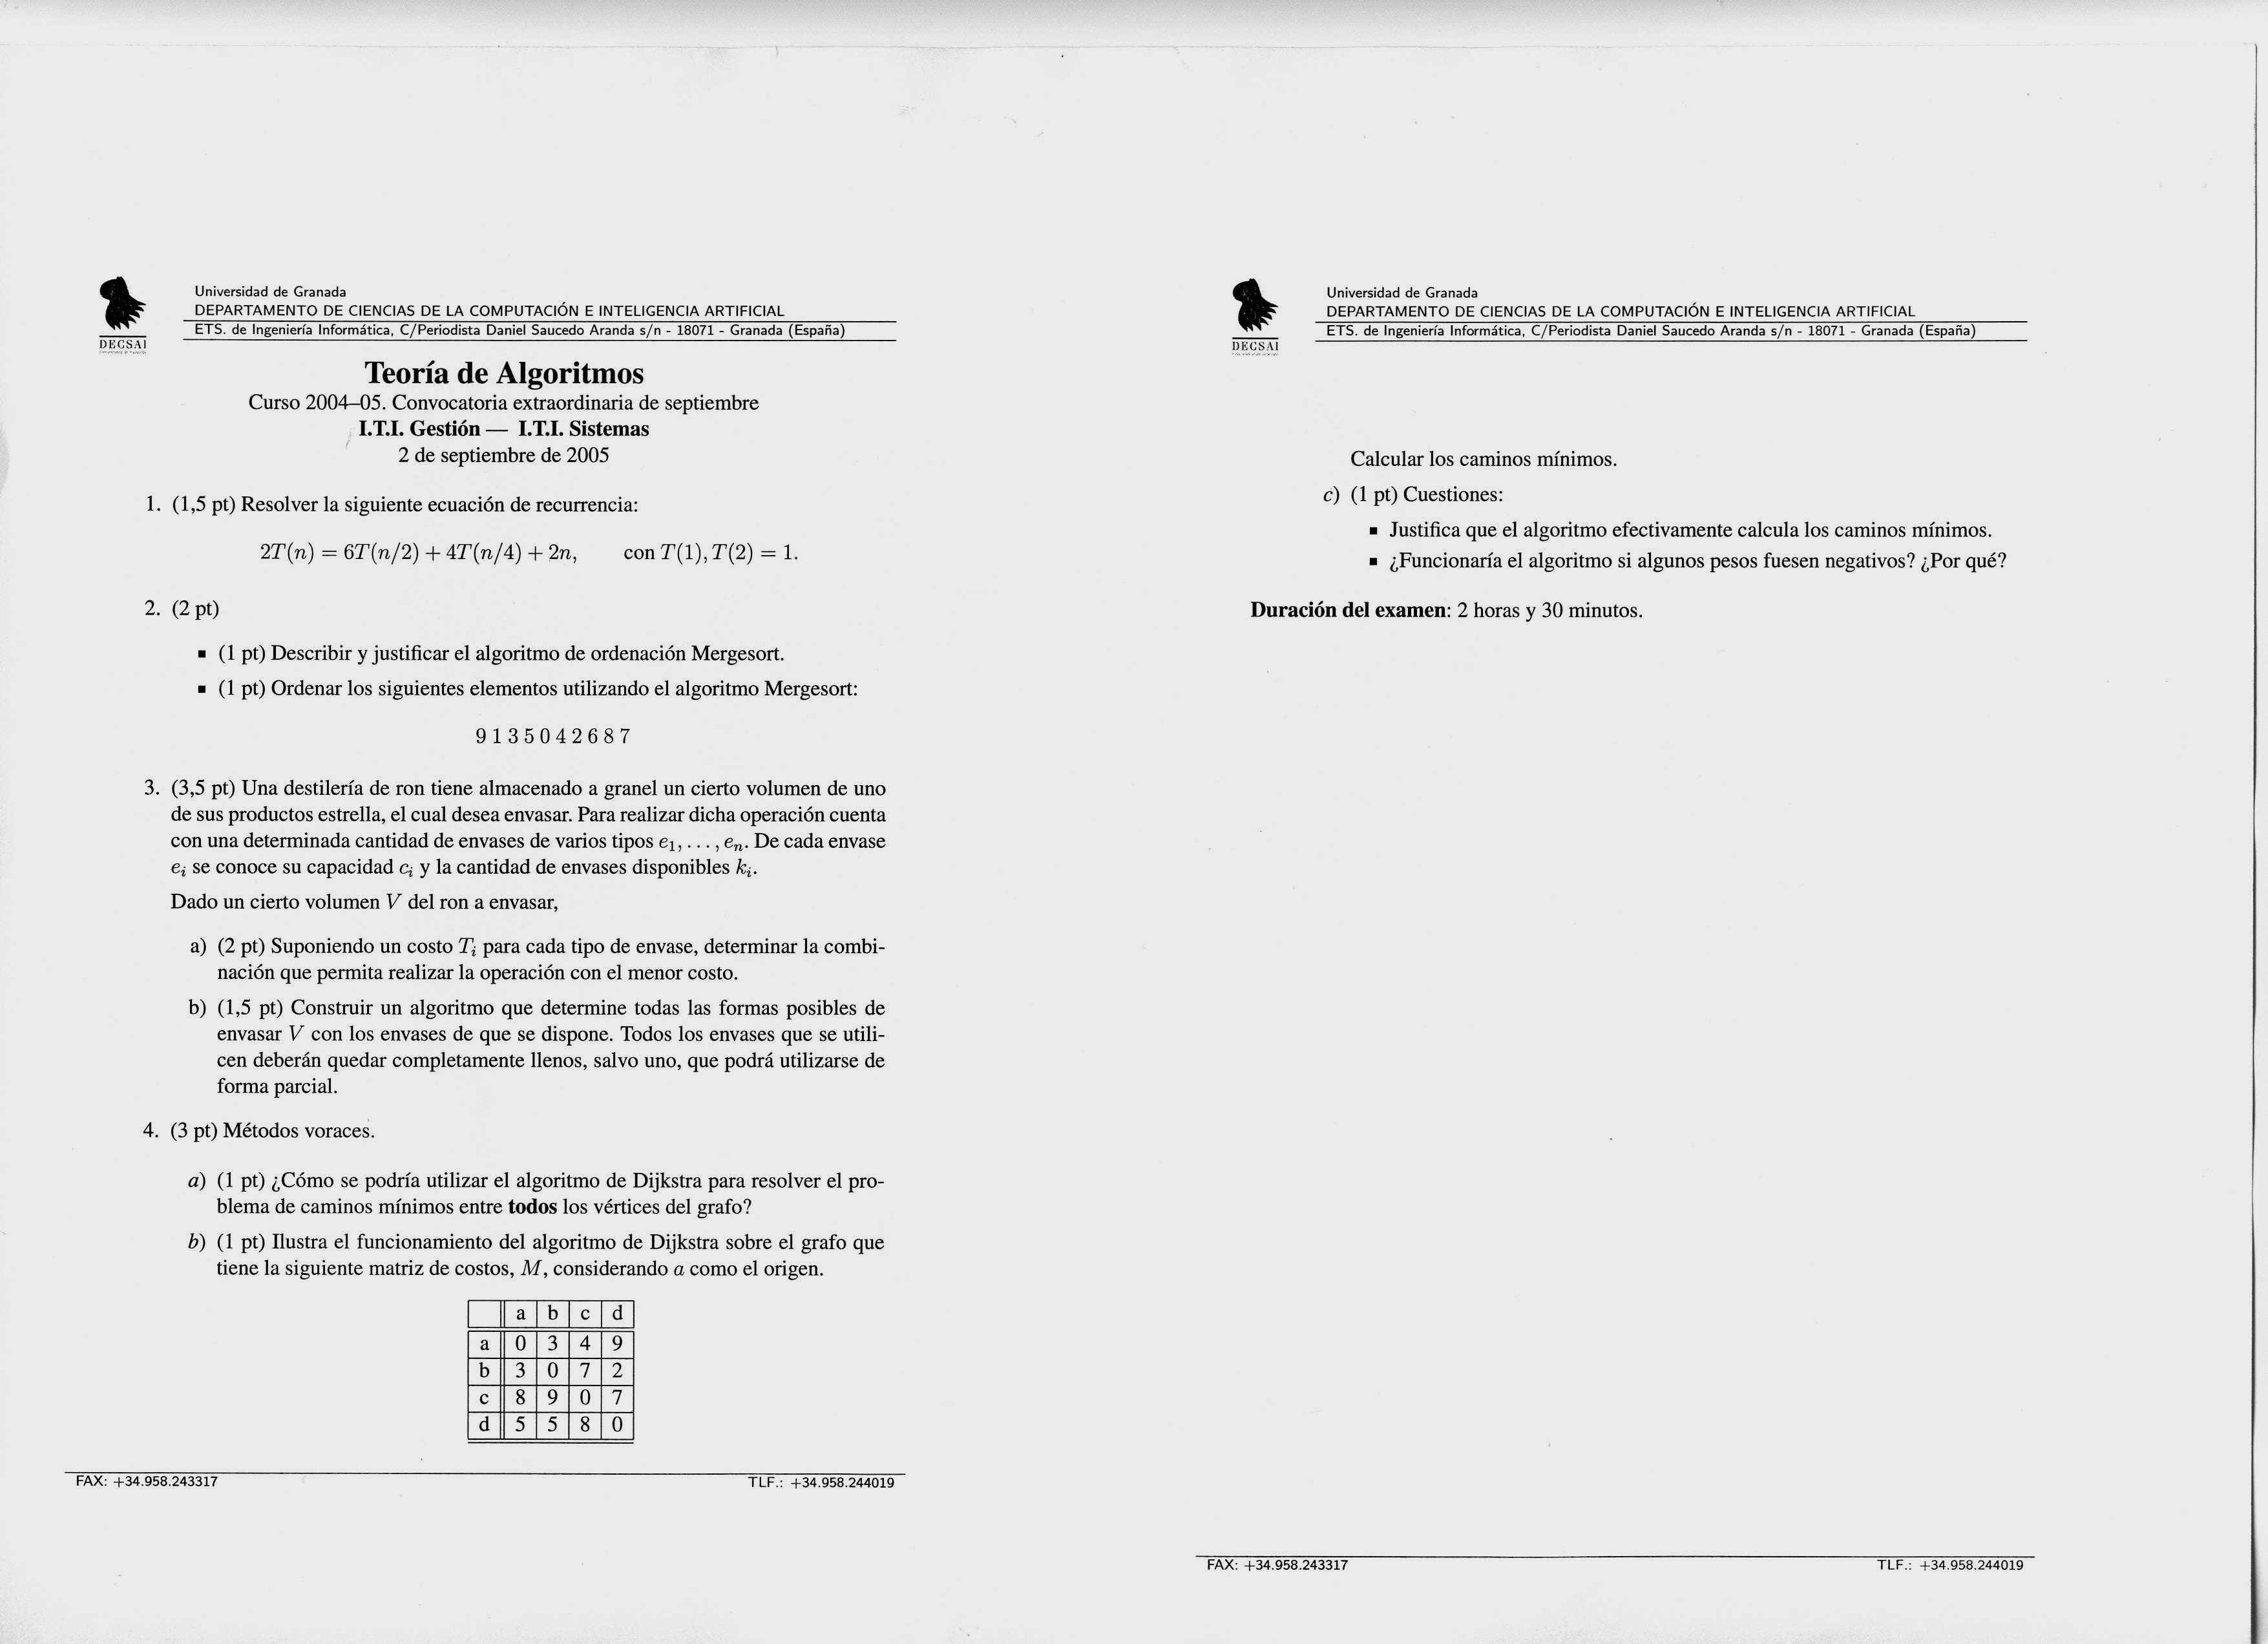 DECSAI
Universidad de Granada
DEPARTAMENTO DE CIENCIAS DE LA COMPUTACIÓN E INTELIGENCIA ARTIFICIAL
ETS. de Ingeniería Informática, C/Periodista Daniel Saucedo Aranda s/n - 18071 - Granada (España)
Teoría de Algoritmos
Curso 2004–05. Convocatoria extraordinaria de septiembre
I.T.I. Gestión — I.T.I. Sistemas
2 de septiembre de 2005
1. (1,5 pt) Resolver la siguiente ecuación de recurrencia:
2T(n) = 6T(n/2) + 4T(n/4) + 2n, con T(1), T(2) = 1.
2. (2 pt)
▪ (1 pt) Describir y justificar el algoritmo de ordenación Mergesort.
▪ (1 pt) Ordenar los siguientes elementos utilizando el algoritmo Mergesort:
9 1 3 5 0 4 2 6 8 7
3. (3,5 pt) Una destilería de ron tiene almacenado a granel un cierto volumen de uno
de sus productos estrella, el cual desea envasar. Para realizar dicha operación cuenta
con una determinada cantidad de envases de varios tipos e₁, . . . , eₙ. De cada envase
eᵢ se conoce su capacidad cᵢ y la cantidad de envases disponibles kᵢ.
Dado un cierto volumen V del ron a envasar,
a) (2 pt) Suponiendo un costo Tᵢ para cada tipo de envase, determinar la combi-
nación que permita realizar la operación con el menor costo.
b) (1,5 pt) Construir un algoritmo que determine todas las formas posibles de
envasar V con los envases de que se dispone. Todos los envases que se utili-
cen deberán quedar completamente llenos, salvo uno, que podrá utilizarse de
forma parcial.
4. (3 pt) Métodos voraces.
a) (1 pt) ¿Cómo se podría utilizar el algoritmo de Dijkstra para resolver el pro-
blema de caminos mínimos entre todos los vértices del grafo?
b) (1 pt) Ilustra el funcionamiento del algoritmo de Dijkstra sobre el grafo que
tiene la siguiente matriz de costos, M, considerando a como el origen.
a b c d
a 0 3 4 9
b 3 0 7 2
c 8 9 0 7
d 5 5 8 0
FAX: +34.958.243317 TLF.: +34.958.244019
DECSAI
Universidad de Granada
DEPARTAMENTO DE CIENCIAS DE LA COMPUTACIÓN E INTELIGENCIA ARTIFICIAL
ETS. de Ingeniería Informática, C/Periodista Daniel Saucedo Aranda s/n - 18071 - Granada (España)
Calcular los caminos mínimos.
c) (1 pt) Cuestiones:
▪ Justifica que el algoritmo efectivamente calcula los caminos mínimos.
▪ ¿Funcionaría el algoritmo si algunos pesos fuesen negativos? ¿Por qué?
Duración del examen: 2 horas y 30 minutos.
FAX: +34.958.243317 TLF.: +34.958.244019